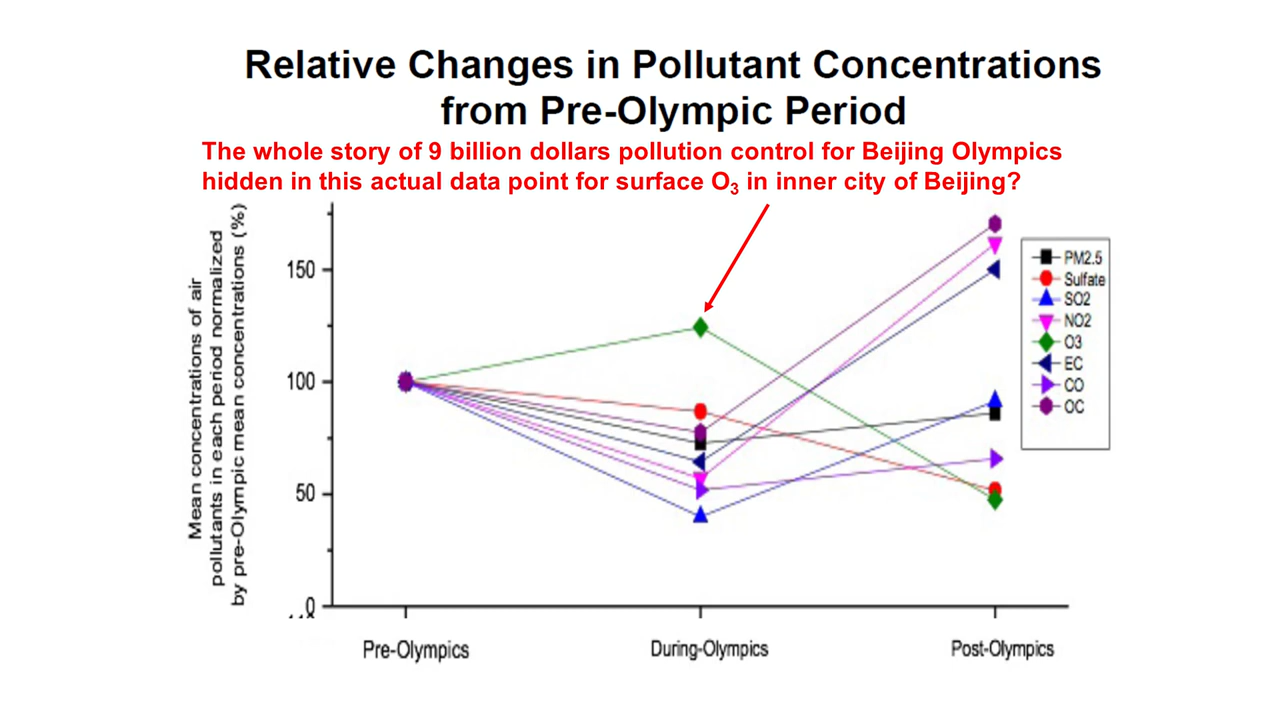 Relative Changes in Pollutant Concentrations
from Pre-Olympic Period
The whole story of 9 billion dollars pollution control for Beijing Olympics
hidden in this actual data point for surface O₃ in inner city of Beijing?
Mean concentrations of air
pollutants in each period normalized
by pre-Olympic mean concentrations (%)
150
100
50
0
PM2.5
Sulfate
SO2
NO2
O3
EC
CO
OC
Pre-Olympics
During-Olympics
Post-Olympics